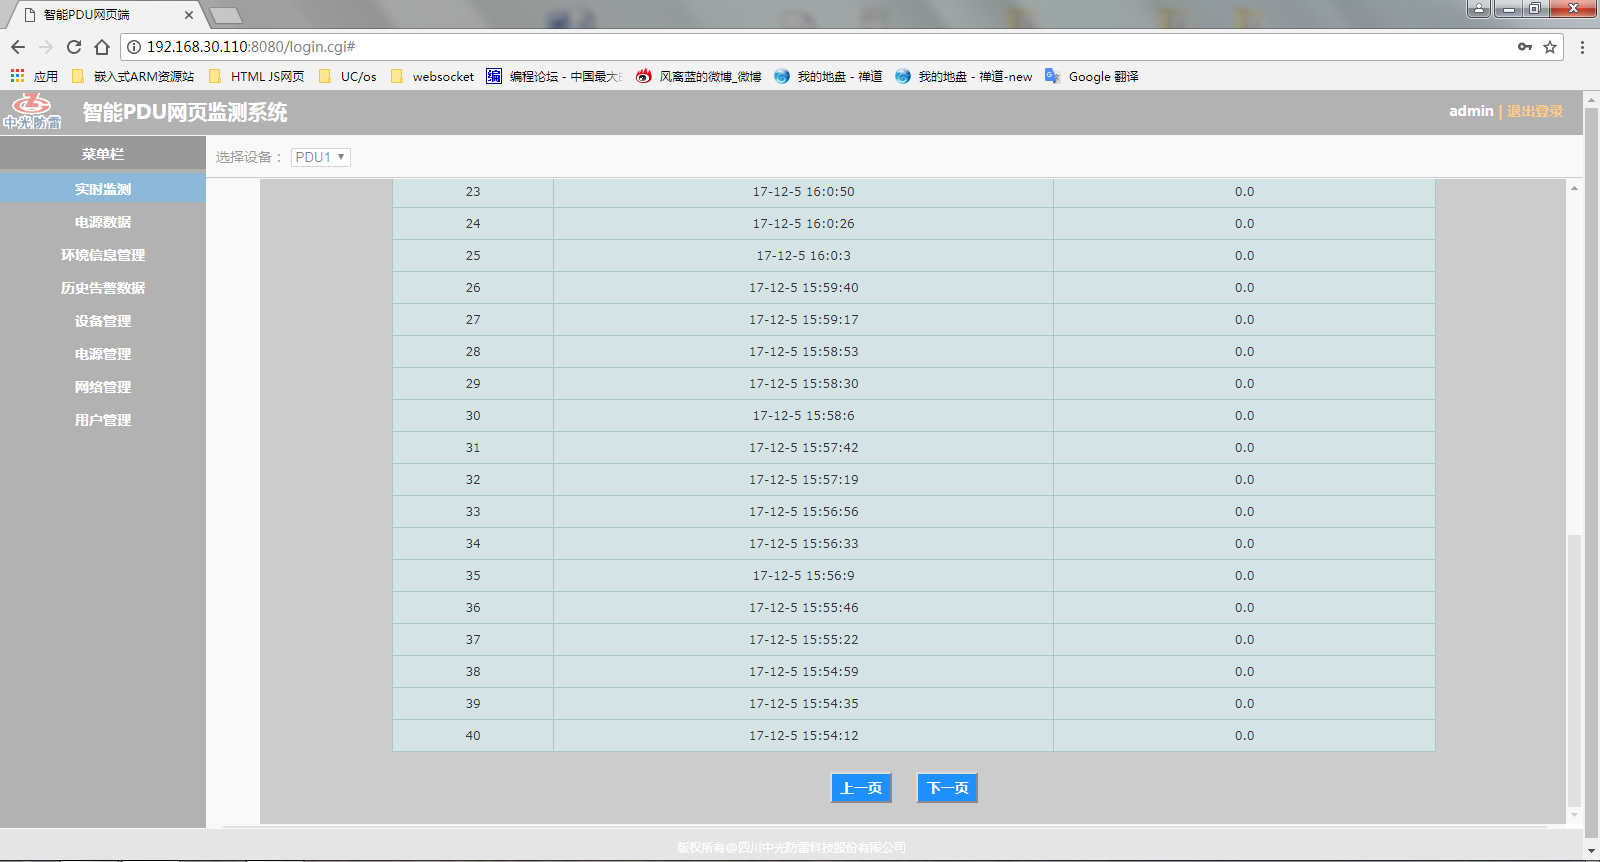 智能PDU网页端
192.168.30.110:8080/login.cgi#
应用 嵌入式ARM资源站 HTML JS网页 UC/os websocket 编 编程论坛 - 中国最大 风离蓝的微博_微博 我的地盘 - 禅道 我的地盘 - 禅道-new Google 翻译
中光防雷 智能PDU网页监测系统 admin | 退出登录
菜单栏
选择设备： PDU1
实时监测
电源数据
环境信息管理
历史告警数据
设备管理
电源管理
网络管理
用户管理
23 17-12-5 16:0:50 0.0
24 17-12-5 16:0:26 0.0
25 17-12-5 16:0:3 0.0
26 17-12-5 15:59:40 0.0
27 17-12-5 15:59:17 0.0
28 17-12-5 15:58:53 0.0
29 17-12-5 15:58:30 0.0
30 17-12-5 15:58:6 0.0
31 17-12-5 15:57:42 0.0
32 17-12-5 15:57:19 0.0
33 17-12-5 15:56:56 0.0
34 17-12-5 15:56:33 0.0
35 17-12-5 15:56:9 0.0
36 17-12-5 15:55:46 0.0
37 17-12-5 15:55:22 0.0
38 17-12-5 15:54:59 0.0
39 17-12-5 15:54:35 0.0
40 17-12-5 15:54:12 0.0
上一页 下一页
版权所有@四川中光防雷科技股份有限公司